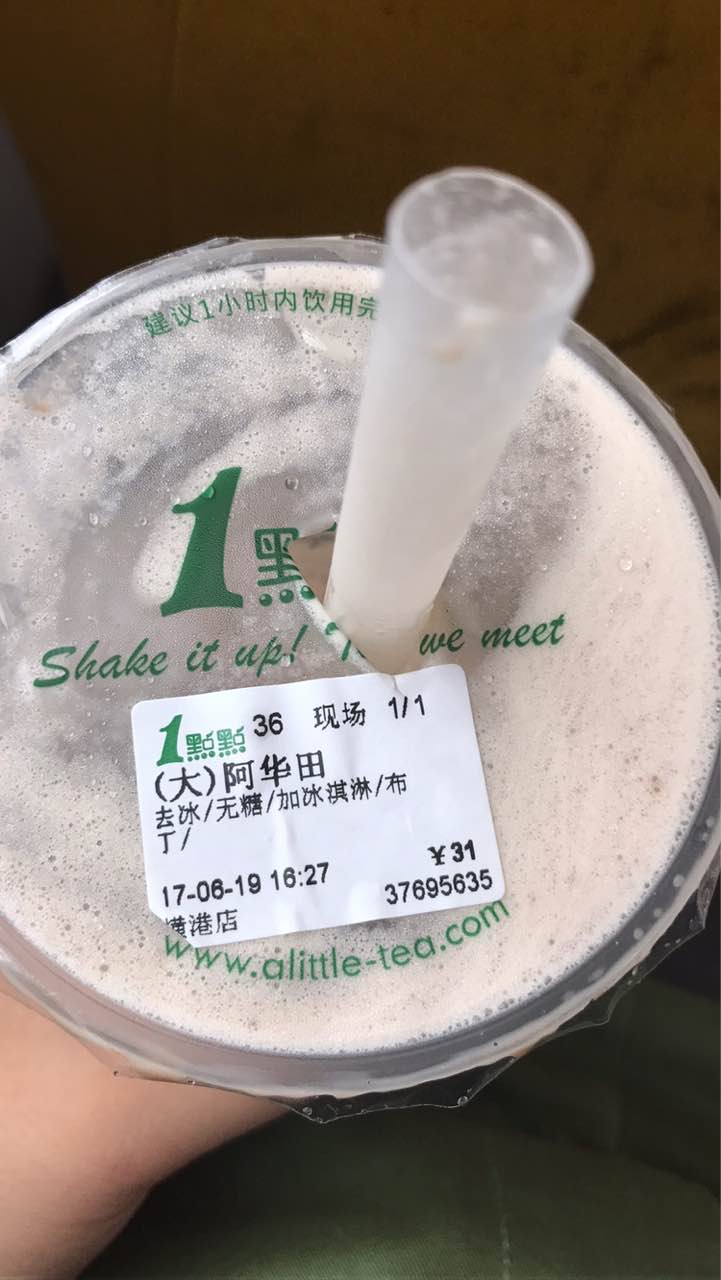 建议1小时内饮用完
1點
Shake it up! we meet
1點點 36 现场 1/1
(大)阿华田
去冰/无糖/加冰淇淋/布
丁/
¥31
17-06-19 16:27 37695635
横港店
www.alittle-tea.com